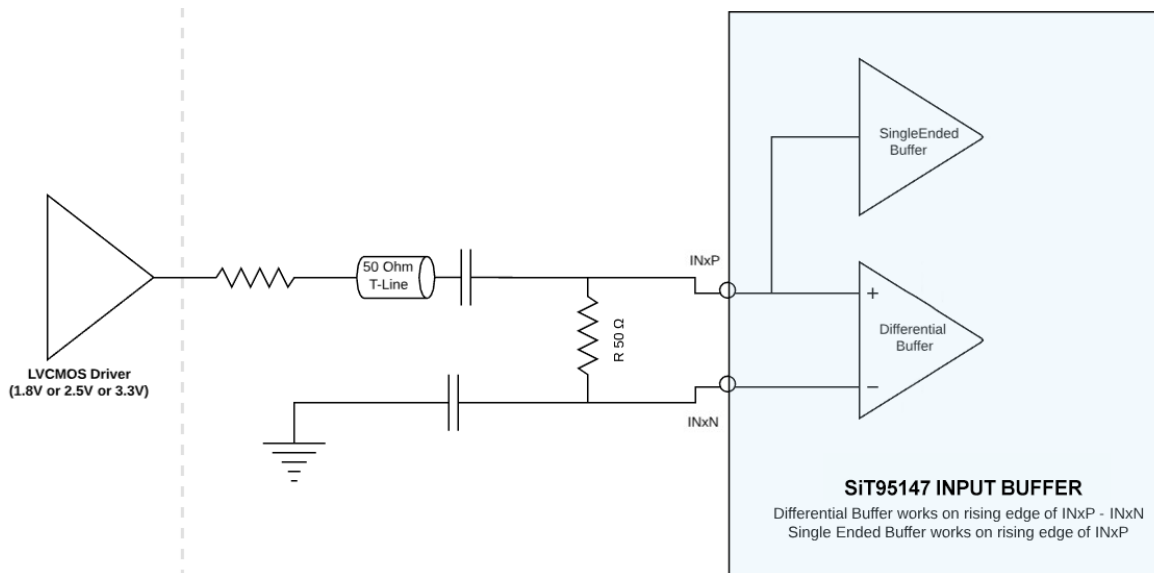 SingleEnded
Buffer
INxP
50 Ohm
T-Line
+
Differential
Buffer
R 50 Ω
LVCMOS Driver
(1.8V or 2.5V or 3.3V)
−
INxN
SiT95147 INPUT BUFFER
Differential Buffer works on rising edge of INxP - INxN
Single Ended Buffer works on rising edge of INxP